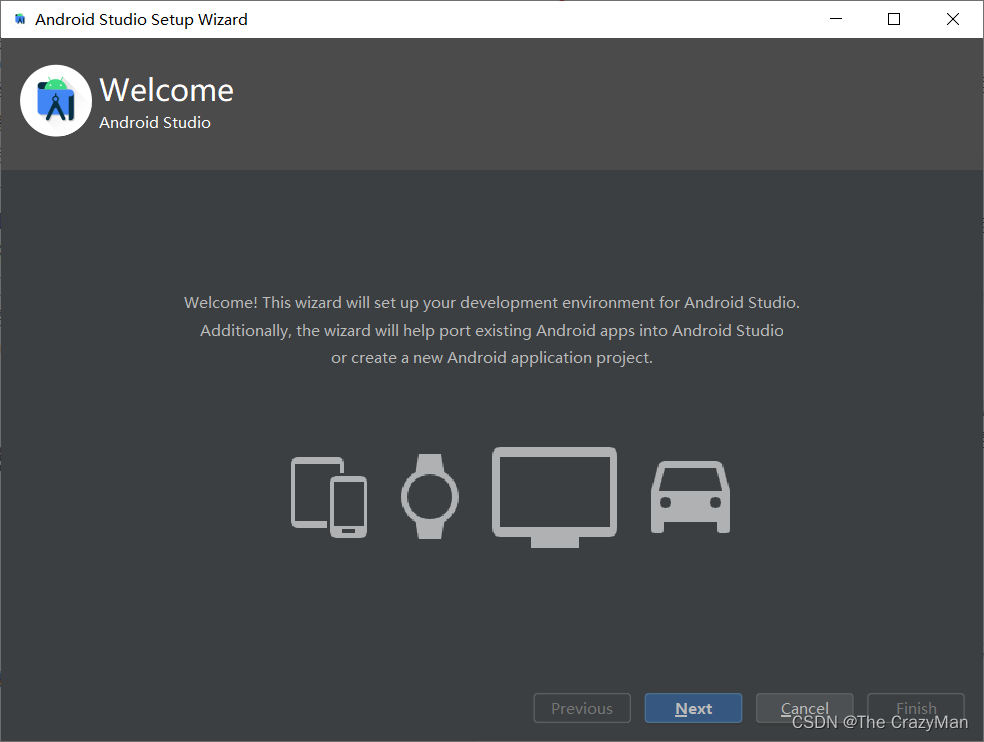 Android Studio Setup Wizard
Welcome
Android Studio
Welcome! This wizard will set up your development environment for Android Studio.
Additionally, the wizard will help port existing Android apps into Android Studio
or create a new Android application project.
Previous
Next
Cancel
Finish
CSDN @The CrazyMan